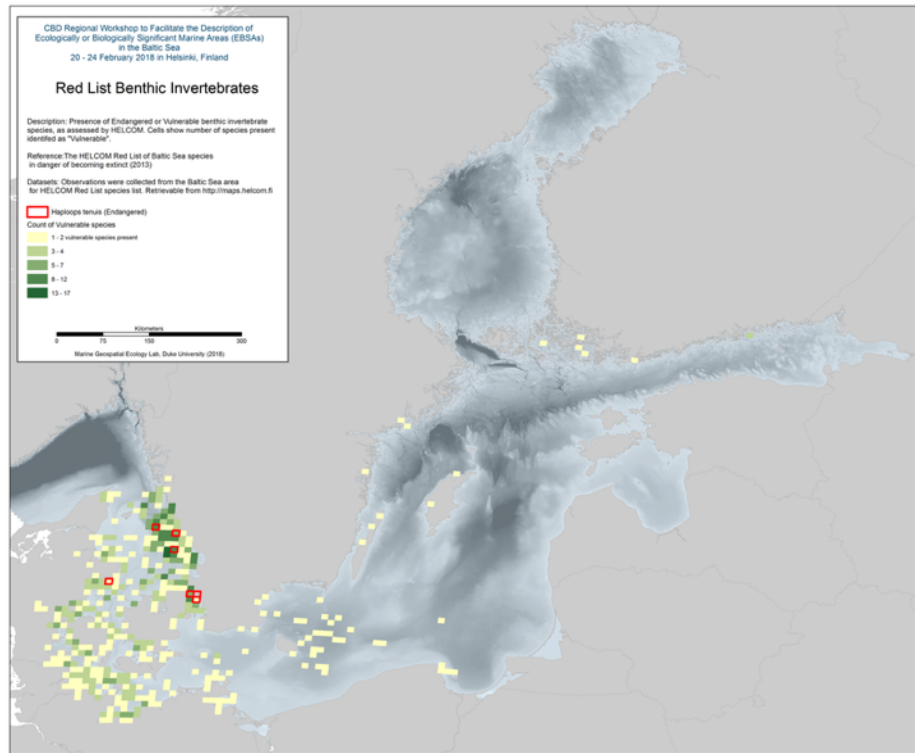 CBD Regional Workshop to Facilitate the Description of
Ecologically or Biologically Significant Marine Areas (EBSAs)
in the Baltic Sea
20 - 24 February 2018 in Helsinki, Finland
Red List Benthic Invertebrates
Description: Presence of Endangered or Vulnerable benthic invertebrate
species, as assessed by HELCOM. Cells show number of species present
identifed as "Vulnerable".
Reference:The HELCOM Red List of Baltic Sea species
in danger of becoming extinct (2013)
Datasets: Observations were collected from the Baltic Sea area
for HELCOM Red List species list. Retrievable from http://maps.helcom.fi
Haploops tenuis (Endangered)
Count of Vulnerable species
1 - 2 vulnerable species present
3 - 4
5 - 7
8 - 12
13 - 17
Kilometers
0 75 150 300
Marine Geospatial Ecology Lab, Duke University (2018)